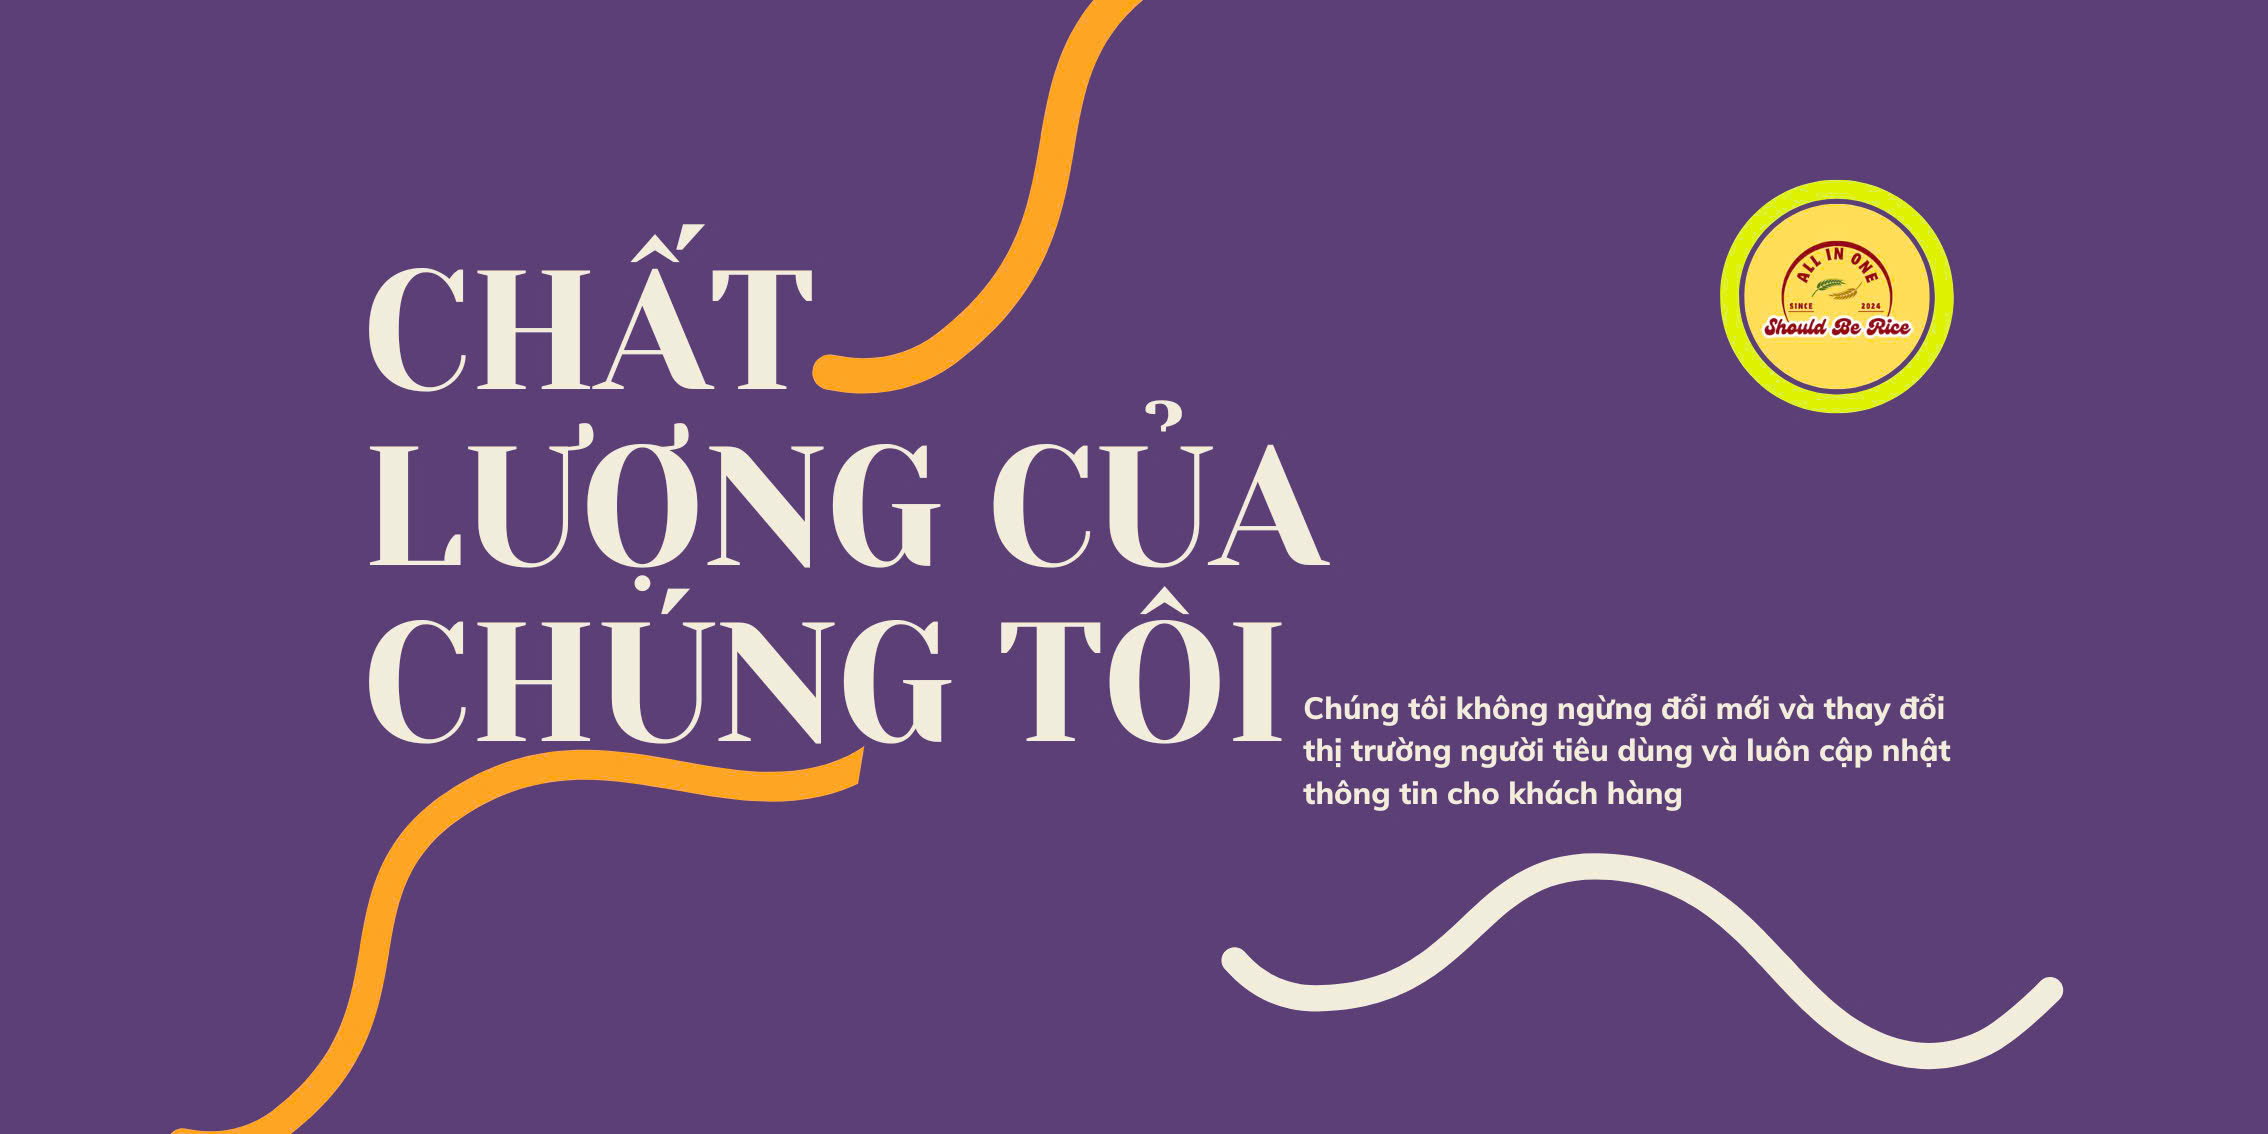 CHẤT
LƯỢNG CỦA
CHÚNG TÔI
ALL IN ONE
SINCE 2024
Should Be Rice
Chúng tôi không ngừng đổi mới và thay đổi
thị trường người tiêu dùng và luôn cập nhật
thông tin cho khách hàng